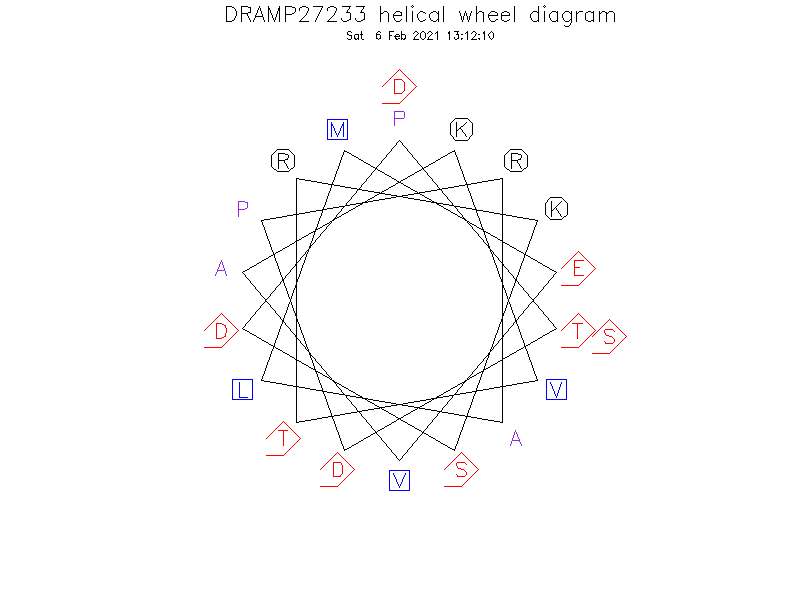 DRAMP27233 helical wheel diagram
Sat 6 Feb 2021 13:12:10
D
P
M K
R R
P K
A E
D T S
L V
T A
D S
V